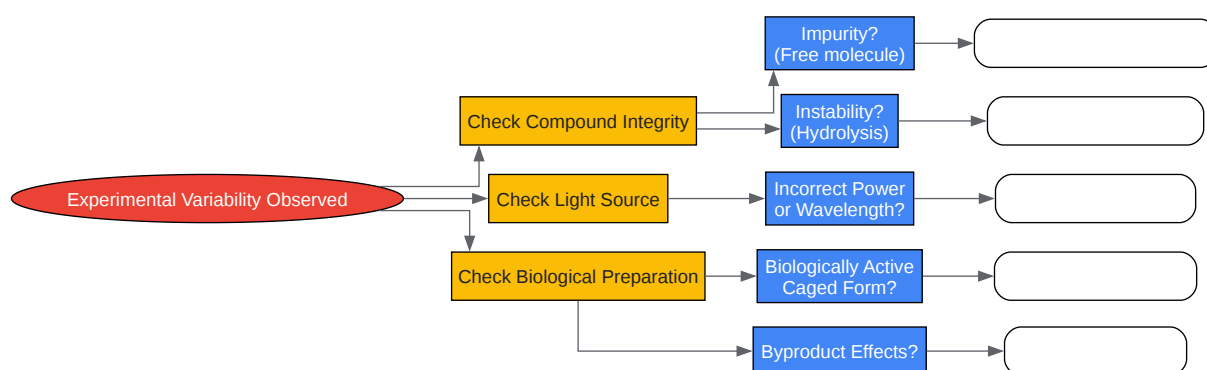 Impurity?
(Free molecule)
Check Compound Integrity
Instability?
(Hydrolysis)
Experimental Variability Observed
Check Light Source
Incorrect Power
or Wavelength?
Check Biological Preparation
Biologically Active
Caged Form?
Byproduct Effects?